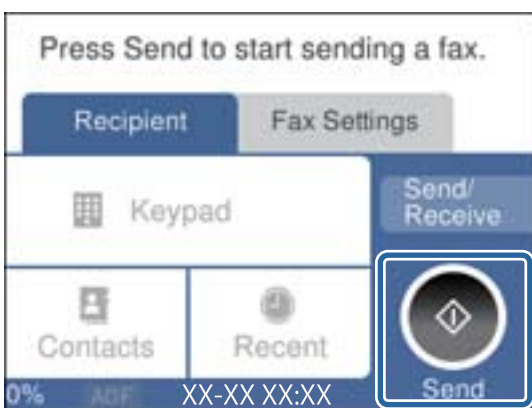 Press Send to start sending a fax.
Recipient
Fax Settings
Keypad
Send/
Receive
Contacts
Recent
Send
0%
ADF
XX-XX XX:XX